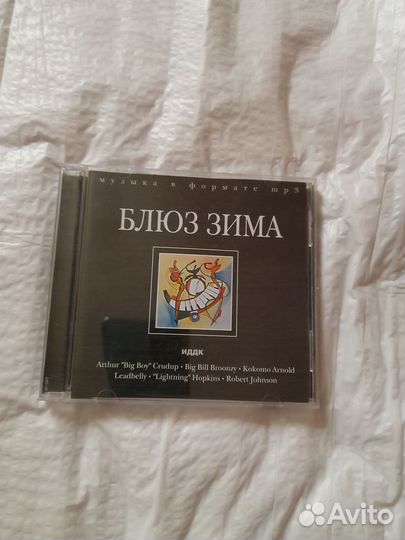 музыка в формате mp3
БЛЮЗ ЗИМА
ИДДК
Arthur "Big Boy" Crudup • Big Bill Broonzy • Kokomo Arnold
Leadbelly • "Lightning" Hopkins • Robert Johnson
Avito